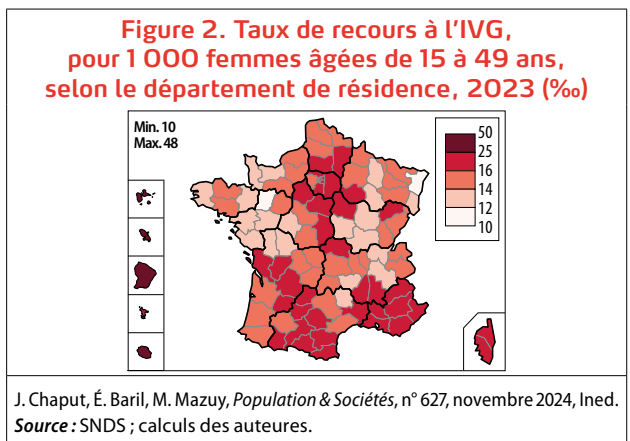 Figure 2. Taux de recours à l’IVG,
pour 1 000 femmes âgées de 15 à 49 ans,
selon le département de résidence, 2023 (‰)
Min. 10
Max. 48
50
25
16
14
12
10
J. Chaput, É. Baril, M. Mazuy, Population & Sociétés, n° 627, novembre 2024, Ined.
Source : SNDS ; calculs des auteures.